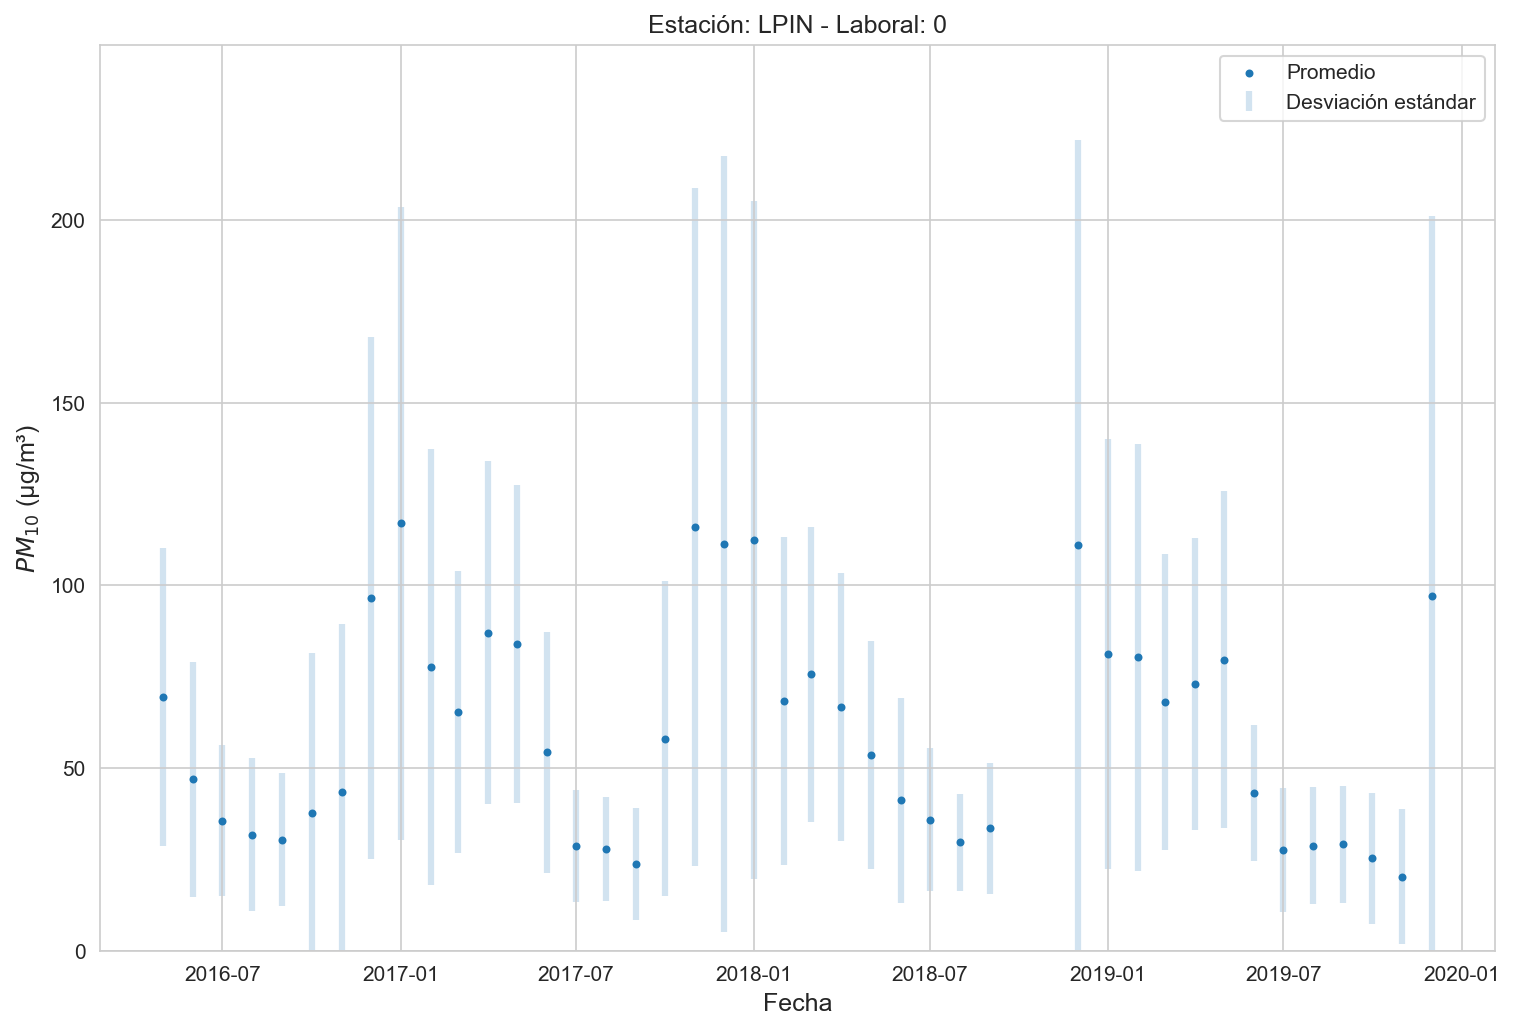 Estación: LPIN - Laboral: 0
Promedio
Desviación estándar
PM₁₀ (µg/m³)
200
150
100
50
0
2016-07
2017-01
2017-07
2018-01
2018-07
2019-01
2019-07
2020-01
Fecha